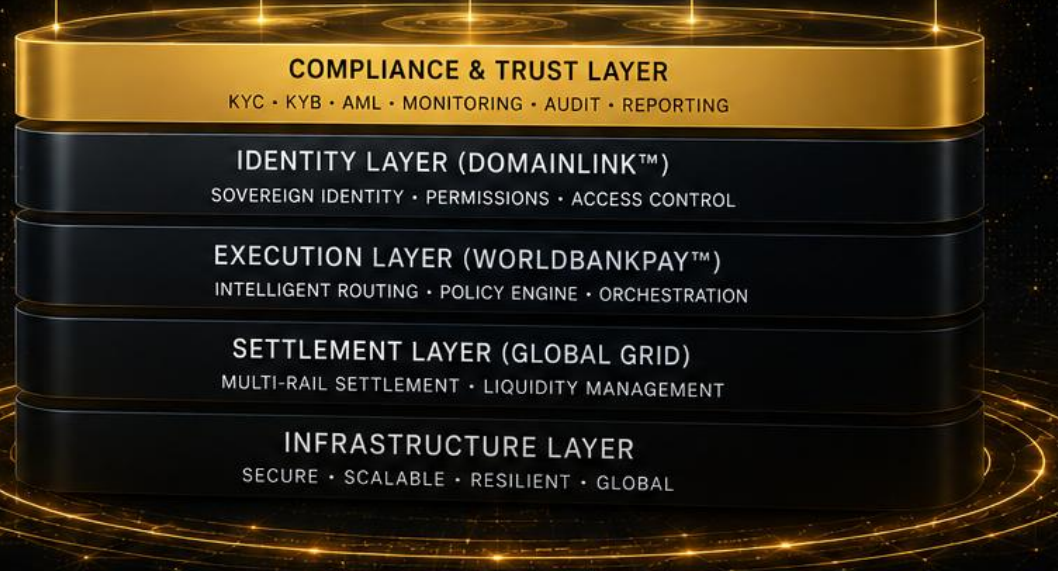 COMPLIANCE & TRUST LAYER
KYC • KYB • AML • MONITORING • AUDIT • REPORTING
IDENTITY LAYER (DOMAINLINK™)
SOVEREIGN IDENTITY • PERMISSIONS • ACCESS CONTROL
EXECUTION LAYER (WORLDBANKPAY™)
INTELLIGENT ROUTING • POLICY ENGINE • ORCHESTRATION
SETTLEMENT LAYER (GLOBAL GRID)
MULTI-RAIL SETTLEMENT • LIQUIDITY MANAGEMENT
INFRASTRUCTURE LAYER
SECURE • SCALABLE • RESILIENT • GLOBAL